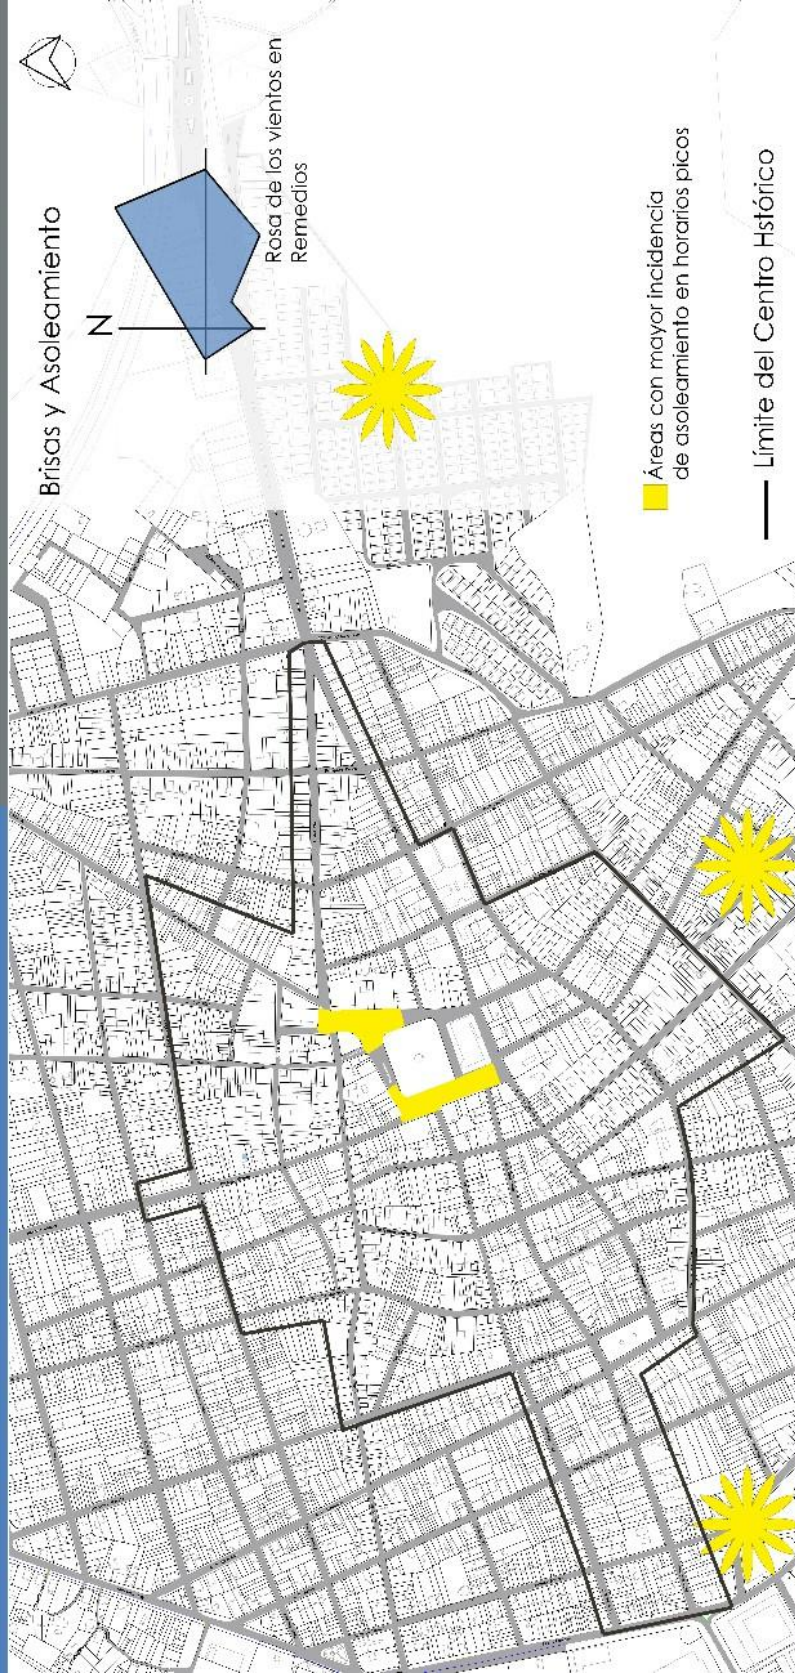 Brisas y Asoleamiento
N
Rosa de los vientos en
Remedios
Áreas con mayor incidencia
de asoleamiento en horarios picos
Límite del Centro Hstórico